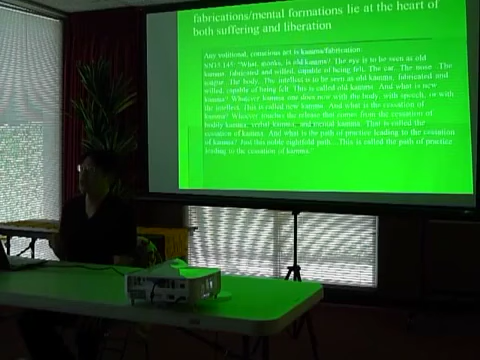 fabrications/mental formations lie at the heart of
both suffering and liberation
Any volitional, conscious act is kamma/fabrication.
SN35.145: "What, monks, is old kamma? The eye is to be seen as old
kamma, fabricated and willed, capable of being felt. The ear...The nose...The
tongue...The body...The intellect is to be seen as old kamma, fabricated and
willed, capable of being felt. This is called old kamma. And what is new
kamma? Whatever kamma one does now with the body, with speech, or with
the intellect. This is called new kamma. And what is the cessation of
kamma? Whoever touches the release that comes from the cessation of
bodily kamma, verbal kamma, and mental kamma. That is called the
cessation of kamma. And what is the path of practice leading to the cessation
of kamma? Just this noble eightfold path...This is called the path of practice
leading to the cessation of kamma."